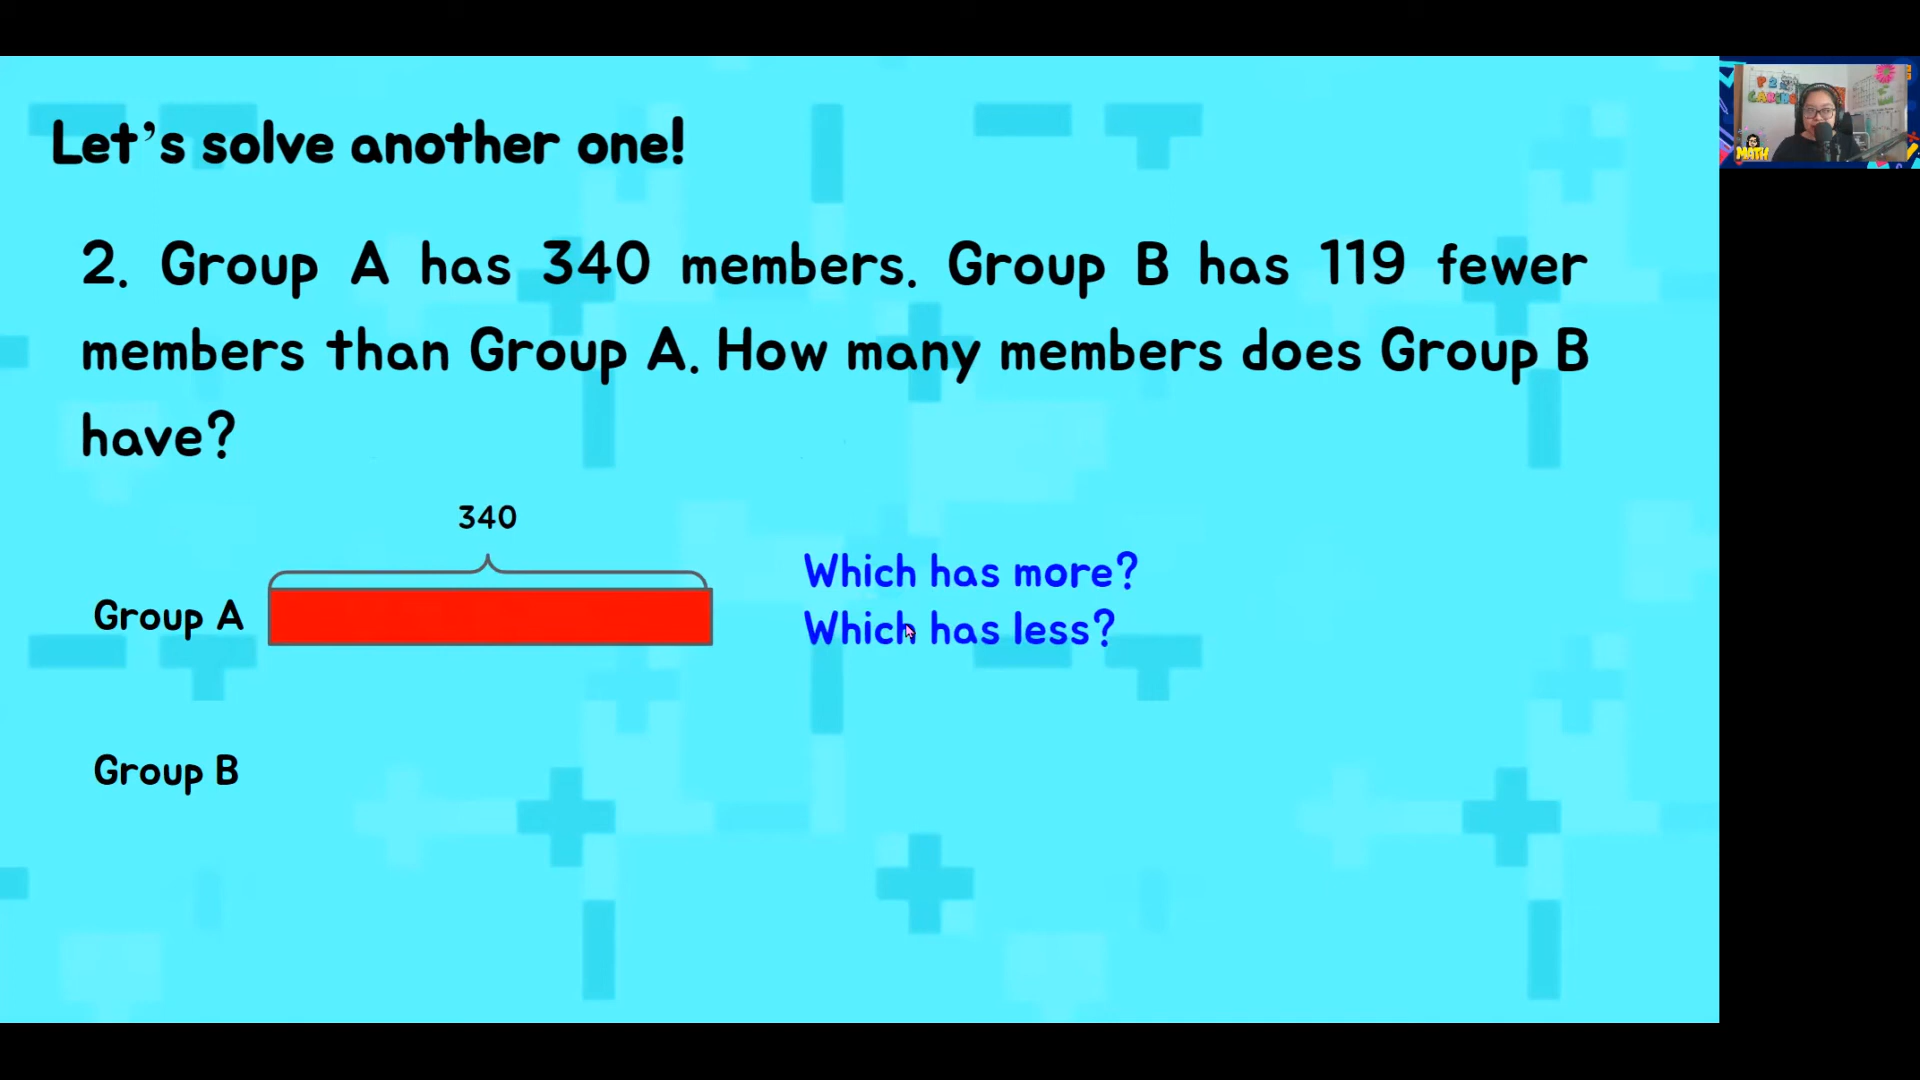 Let's solve another one!
2. Group A has 340 members. Group B has 119 fewer
members than Group A. How many members does Group B
have?
340
Group A
Which has more?
Which has less?
Group B
MATH